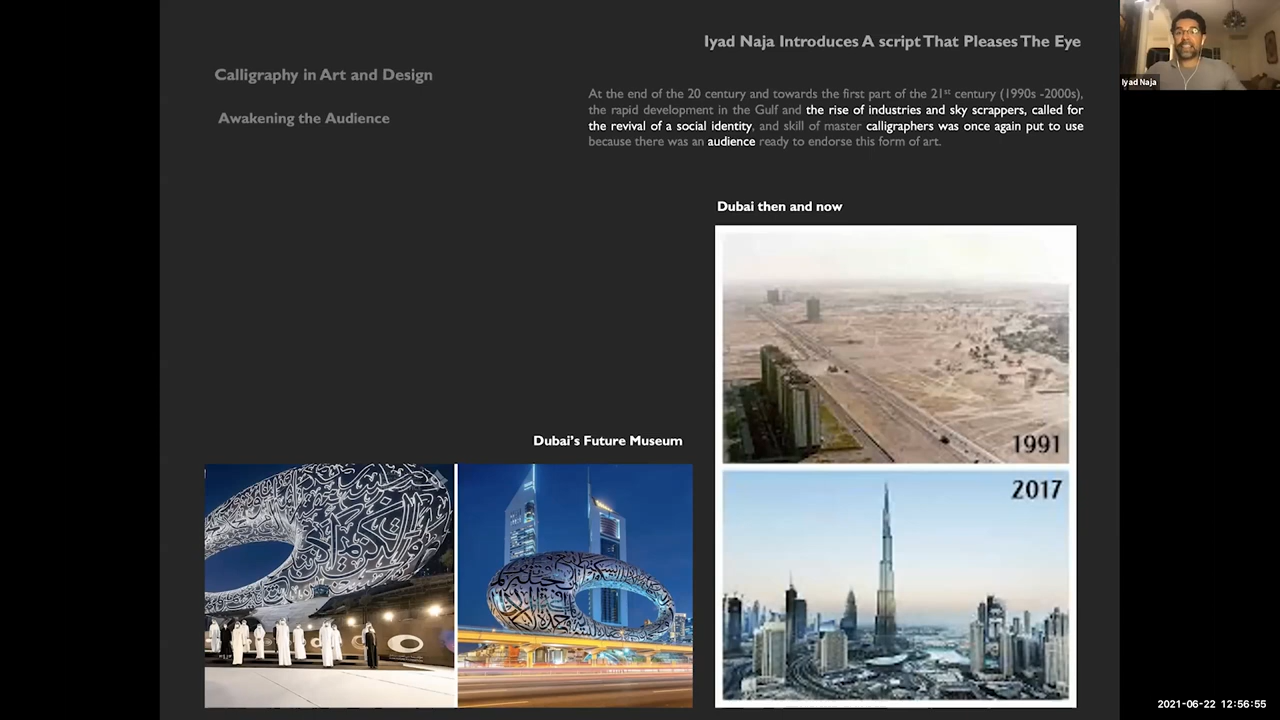 Iyad Naja Introduces A script That Pleases The Eye
Calligraphy in Art and Design
Awakening the Audience
At the end of the 20 century and towards the first part of the 21st century (1990s -2000s),
the rapid development in the Gulf and the rise of industries and sky scrappers, called for
the revival of a social identity, and skill of master calligraphers was once again put to use
because there was an audience ready to endorse this form of art.
Dubai then and now
1991
2017
Dubai's Future Museum
Iyad Naja
2021-06-22 12:56:55